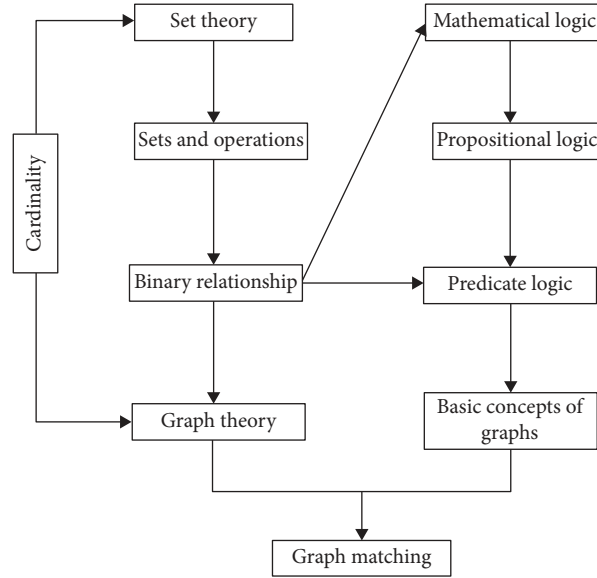 Set theory
Mathematical logic
Sets and operations
Propositional logic
Cardinality
Binary relationship
Predicate logic
Graph theory
Basic concepts of
graphs
Graph matching